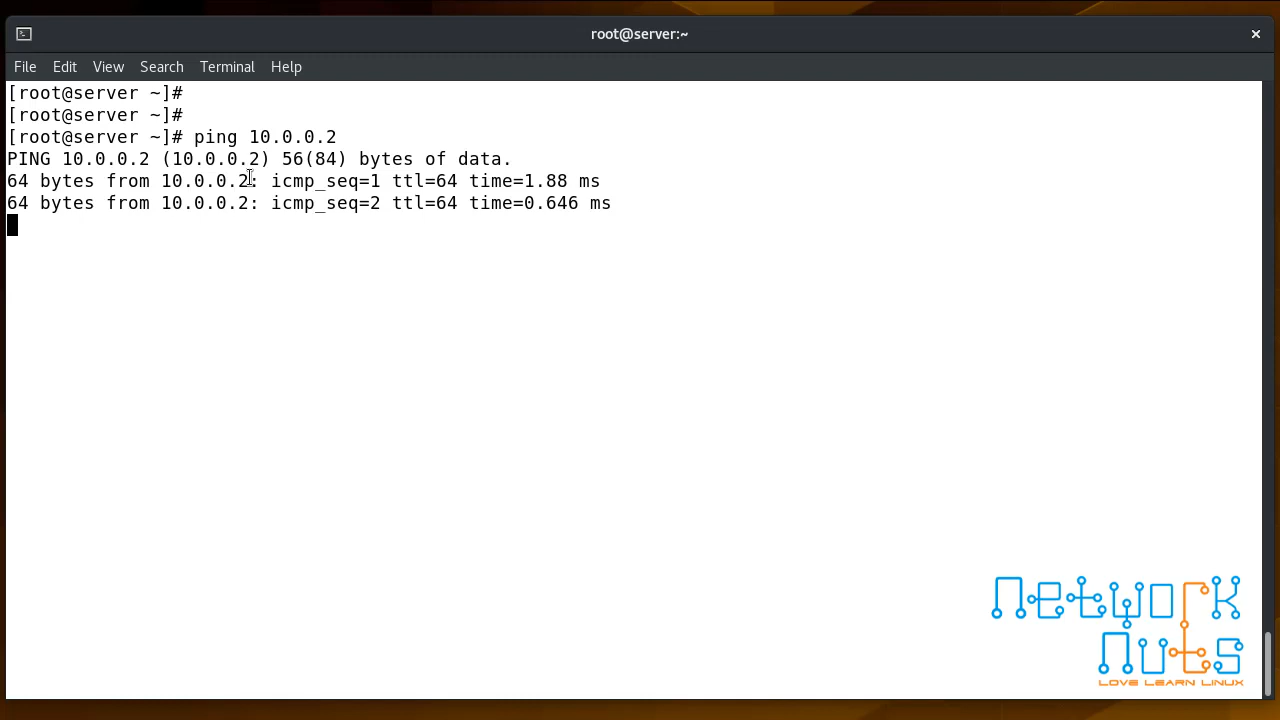 root@server:~
File Edit View Search Terminal Help
[root@server ~]#
[root@server ~]#
[root@server ~]# ping 10.0.0.2
PING 10.0.0.2 (10.0.0.2) 56(84) bytes of data.
64 bytes from 10.0.0.2: icmp_seq=1 ttl=64 time=1.88 ms
64 bytes from 10.0.0.2: icmp_seq=2 ttl=64 time=0.646 ms
network
nuts
LOVE LEARN LINUX